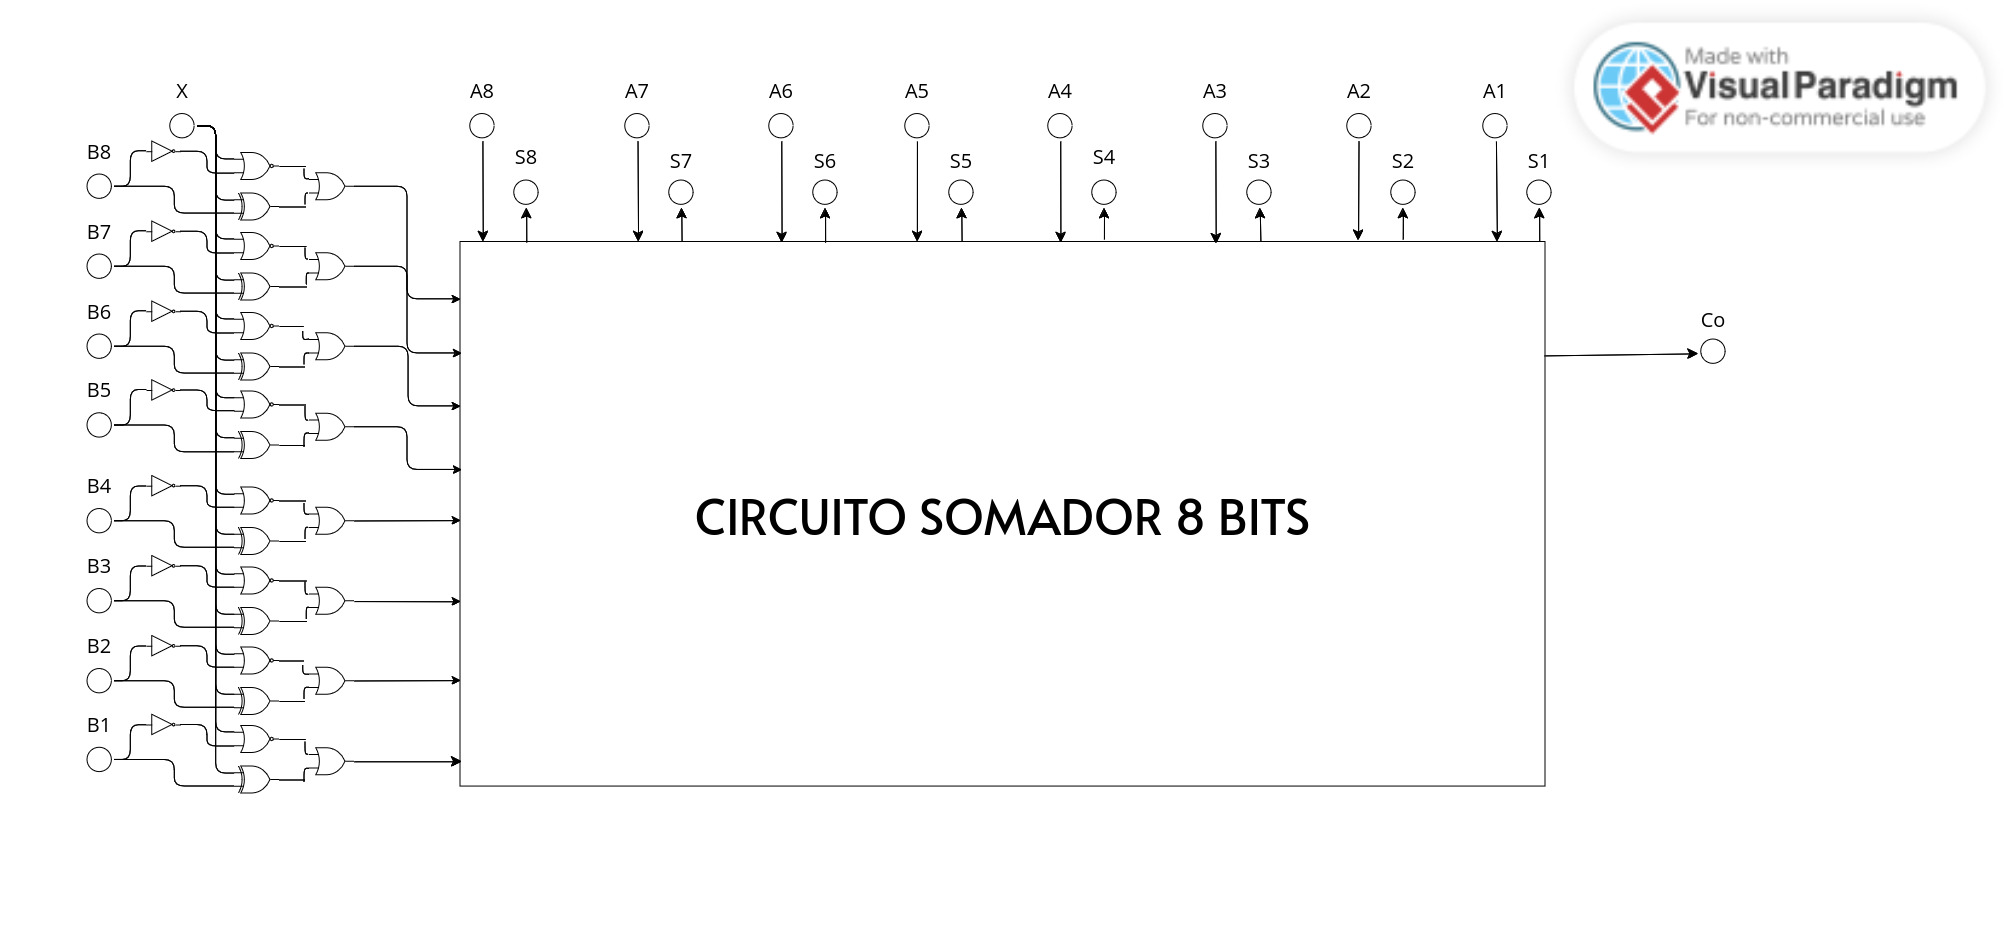 Made with
Visual Paradigm
For non-commercial use
X
A8
A7
A6
A5
A4
A3
A2
A1
B8
S8
S7
S6
S5
S4
S3
S2
S1
B7
B6
Co
B5
B4
CIRCUITO SOMADOR 8 BITS
B3
B2
B1